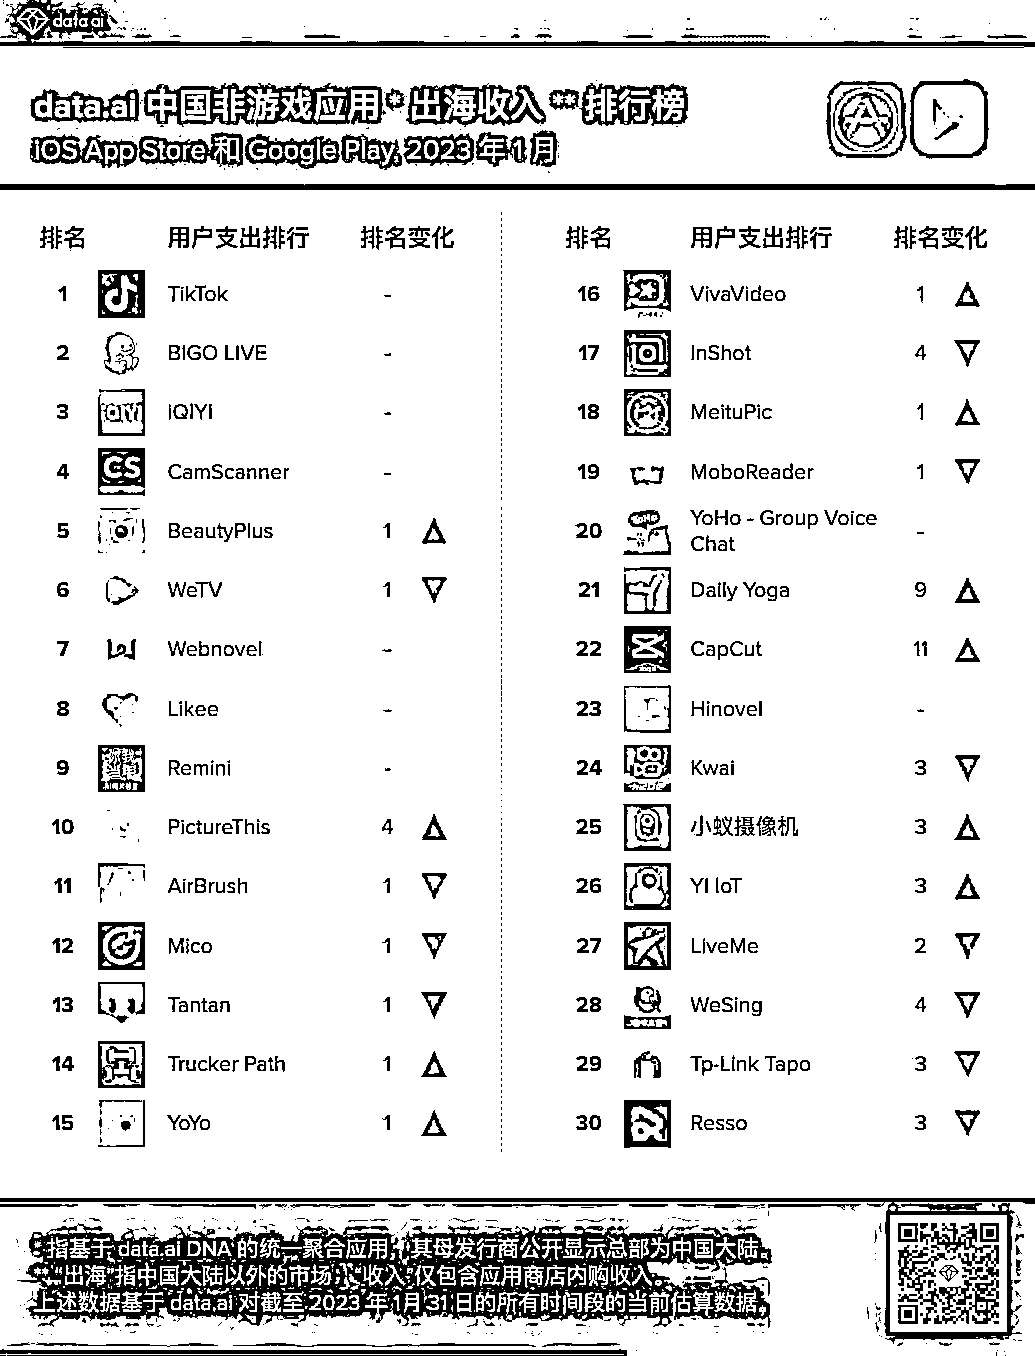 data.ai
data.ai 中国非游戏应用 * 出海收入 ** 排行榜
iOS App Store 和 Google Play, 2023 年 1 月
排名 用户支出排行 排名变化
1 TikTok -
2 BIGO LIVE -
3 iQIYI -
4 CamScanner -
5 BeautyPlus 1
6 WeTV 1
7 Webnovel -
8 Likee -
9 Remini -
10 PictureThis 4
11 AirBrush 1
12 Mico 1
13 Tantan 1
14 Trucker Path 1
15 YoYo 1
排名 用户支出排行 排名变化
16 VivaVideo 1
17 InShot 4
18 MeituPic 1
19 MoboReader 1
20 YoHo - Group Voice
Chat -
21 Daily Yoga 9
22 CapCut 11
23 Hinovel -
24 Kwai 3
25 小蚁摄像机 3
26 YI IoT 3
27 LiveMe 2
28 WeSing 4
29 Tp-Link Tapo 3
30 Resso 3
* 指基于 data.ai DNA 的统一聚合应用，其母发行商公开显示总部为中国大陆。
** “出海”指中国大陆以外的市场；“收入”仅包含应用商店内购收入。
上述数据基于 data.ai 对截至 2023 年 1月 31 日的所有时间段的当前估算数据。